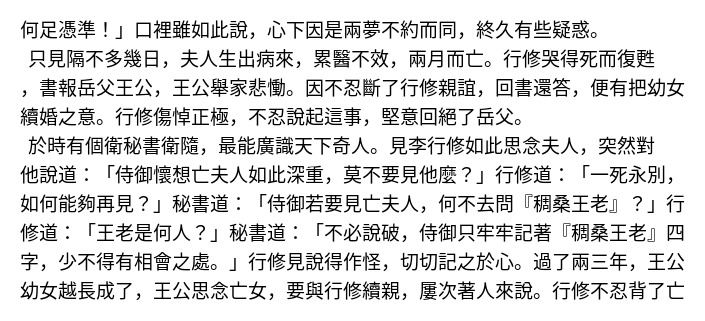 何足憑準！」口裡雖如此說，心下因是兩夢不約而同，終久有些疑惑。
只見隔不多幾日，夫人生出病來，累醫不效，兩月而亡。行修哭得死而復甦
，書報岳父王公，王公舉家悲慟。因不忍斷了行修親誼，回書還答，便有把幼女
續婚之意。行修傷悼正極，不忍說起這事，堅意回絕了岳父。
於時有個衛秘書衛隨，最能廣識天下奇人。見李行修如此思念夫人，突然對
他說道：「侍御懷想亡夫人如此深重，莫不要見他麼？」行修道：「一死永別，
如何能夠再見？」秘書道：「侍御若要見亡夫人，何不去問『稠桑王老』？」行
修道：「王老是何人？」秘書道：「不必說破，侍御只牢牢記著『稠桑王老』四
字，少不得有相會之處。」行修見說得作怪，切切記之於心。過了兩三年，王公
幼女越長成了，王公思念亡女，要與行修續親，屢次著人來說。行修不忍背了亡